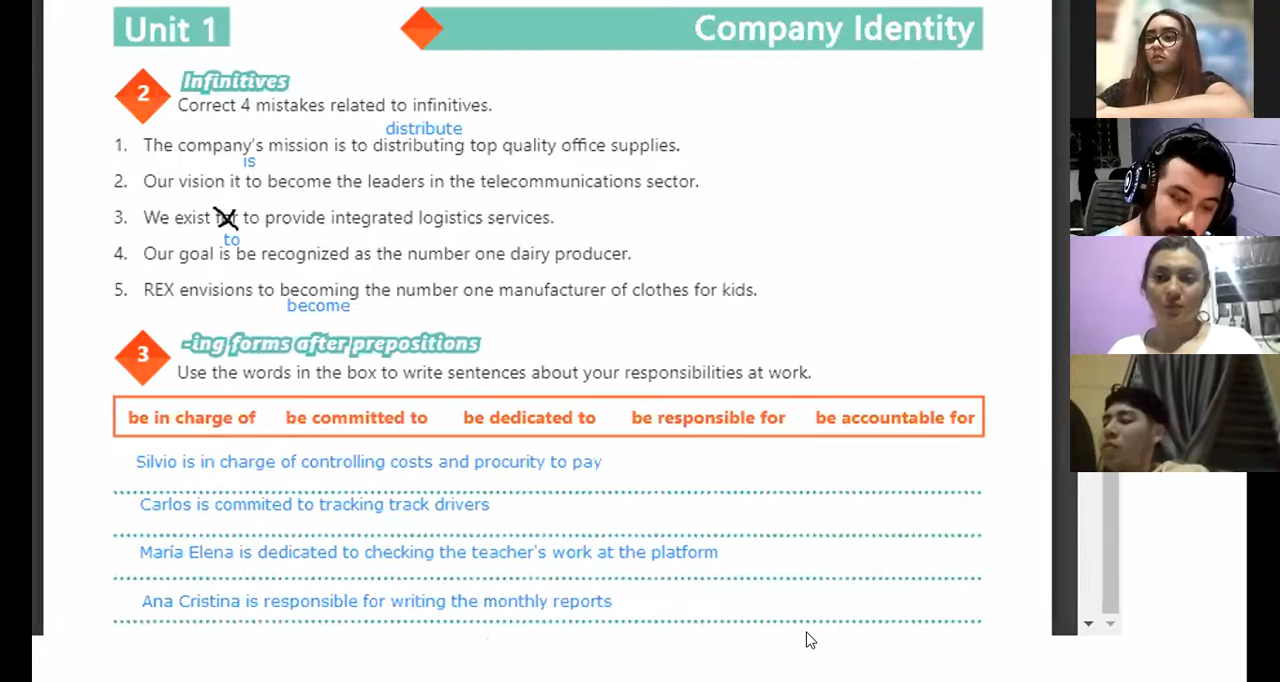 Unit 1
Company Identity
2
Infinitives
Correct 4 mistakes related to infinitives.
distribute
1. The company's mission is to distributing top quality office supplies.
is
2. Our vision it to become the leaders in the telecommunications sector.
3. We exist for to provide integrated logistics services.
to
4. Our goal is be recognized as the number one dairy producer.
5. REX envisions to becoming the number one manufacturer of clothes for kids.
become
3
-ing forms after prepositions
Use the words in the box to write sentences about your responsibilities at work.
be in charge of be committed to be dedicated to be responsible for be accountable for
Silvio is in charge of controlling costs and procurity to pay
Carlos is commited to tracking track drivers
María Elena is dedicated to checking the teacher's work at the platform
Ana Cristina is responsible for writing the monthly reports